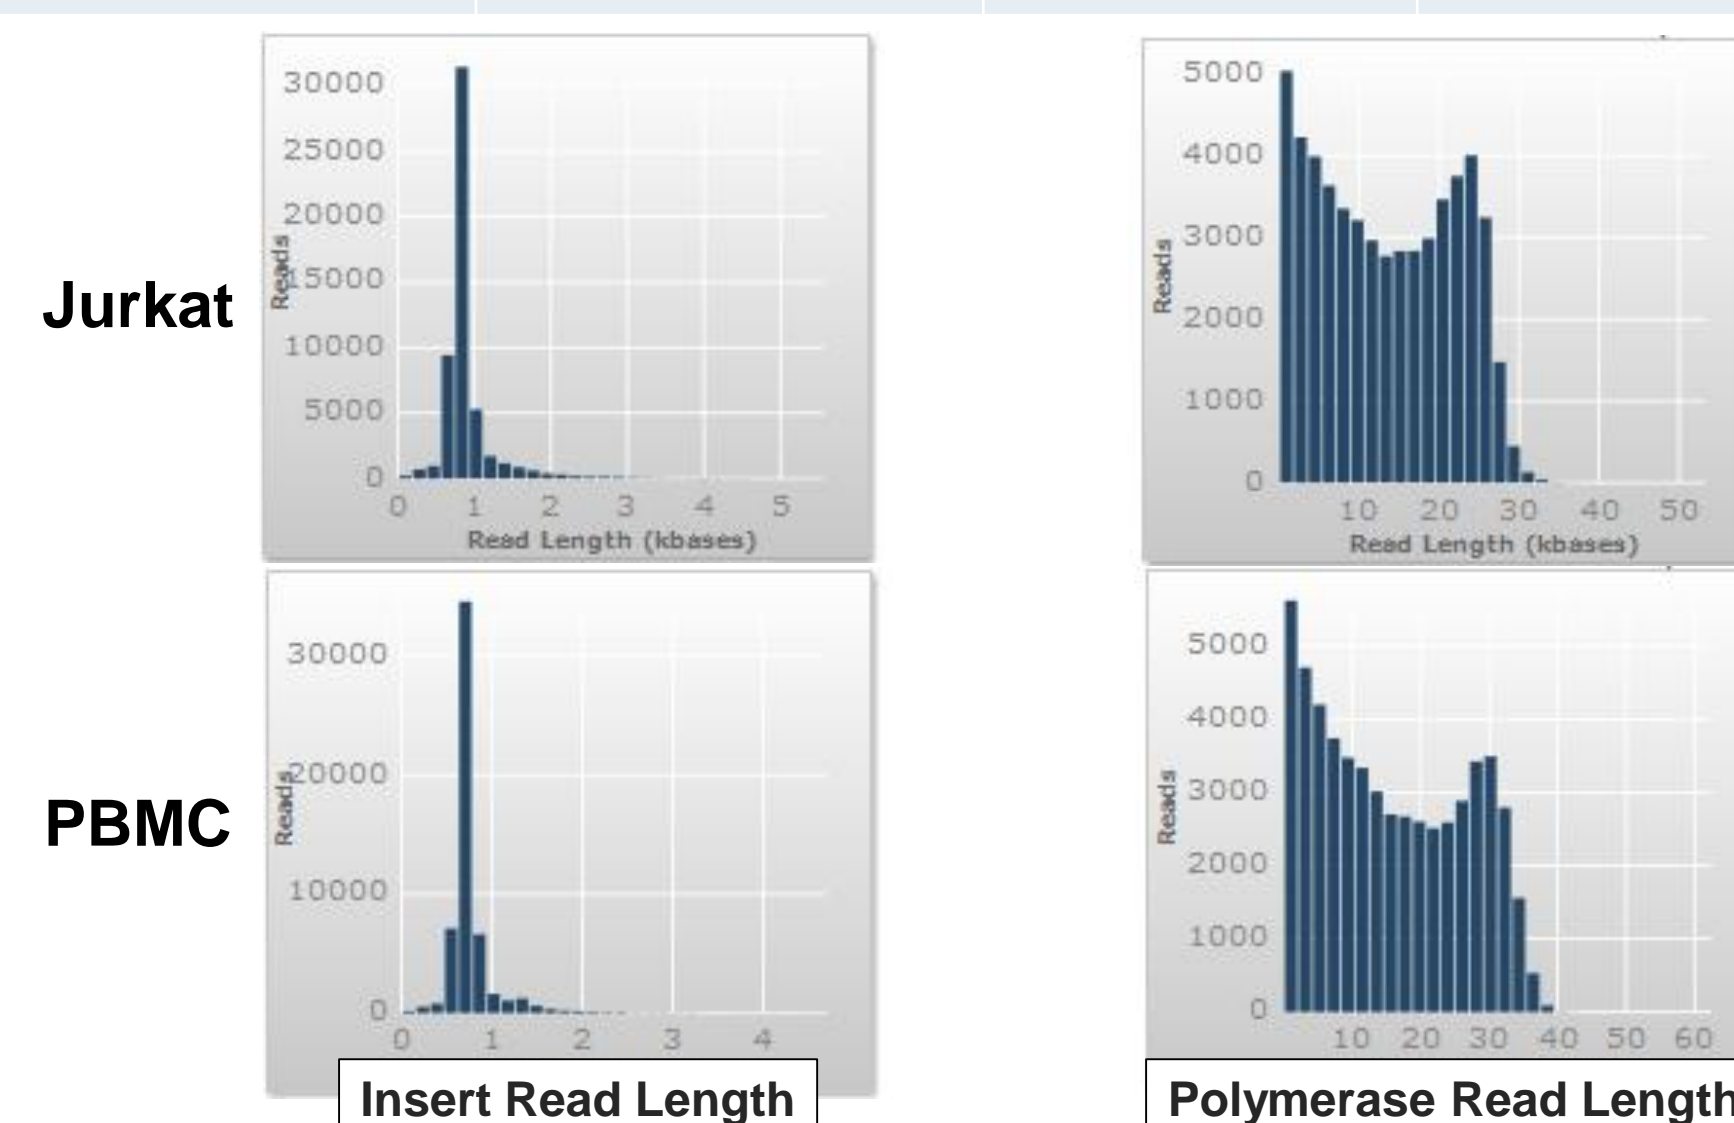 Jurkat
30000
25000
20000
15000
10000
5000
0
Reads
0 1 2 3 4 5
Read Length (kbases)
5000
4000
3000
2000
1000
0
Reads
10 20 30 40 50
Read Length (kbases)
PBMC
30000
20000
10000
0
Reads
0 1 2 3 4
Insert Read Length
5000
4000
3000
2000
1000
0
Reads
10 20 30 40 50 60
Polymerase Read Length